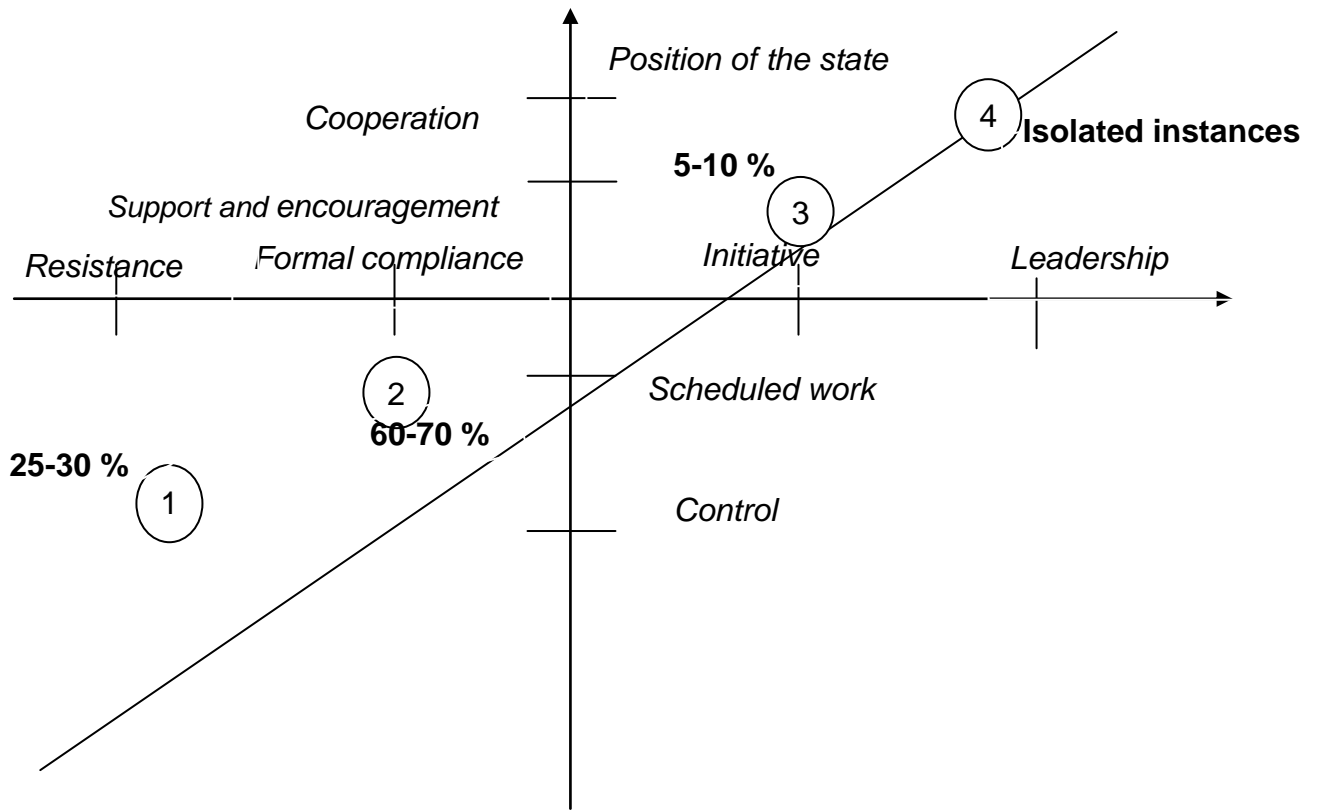 Position of the state
Cooperation
4
Isolated instances
5-10 %
3
Support and encouragement
Resistance
Formal compliance
Initiative
Leadership
2
Scheduled work
60-70 %
25-30 %
1
Control